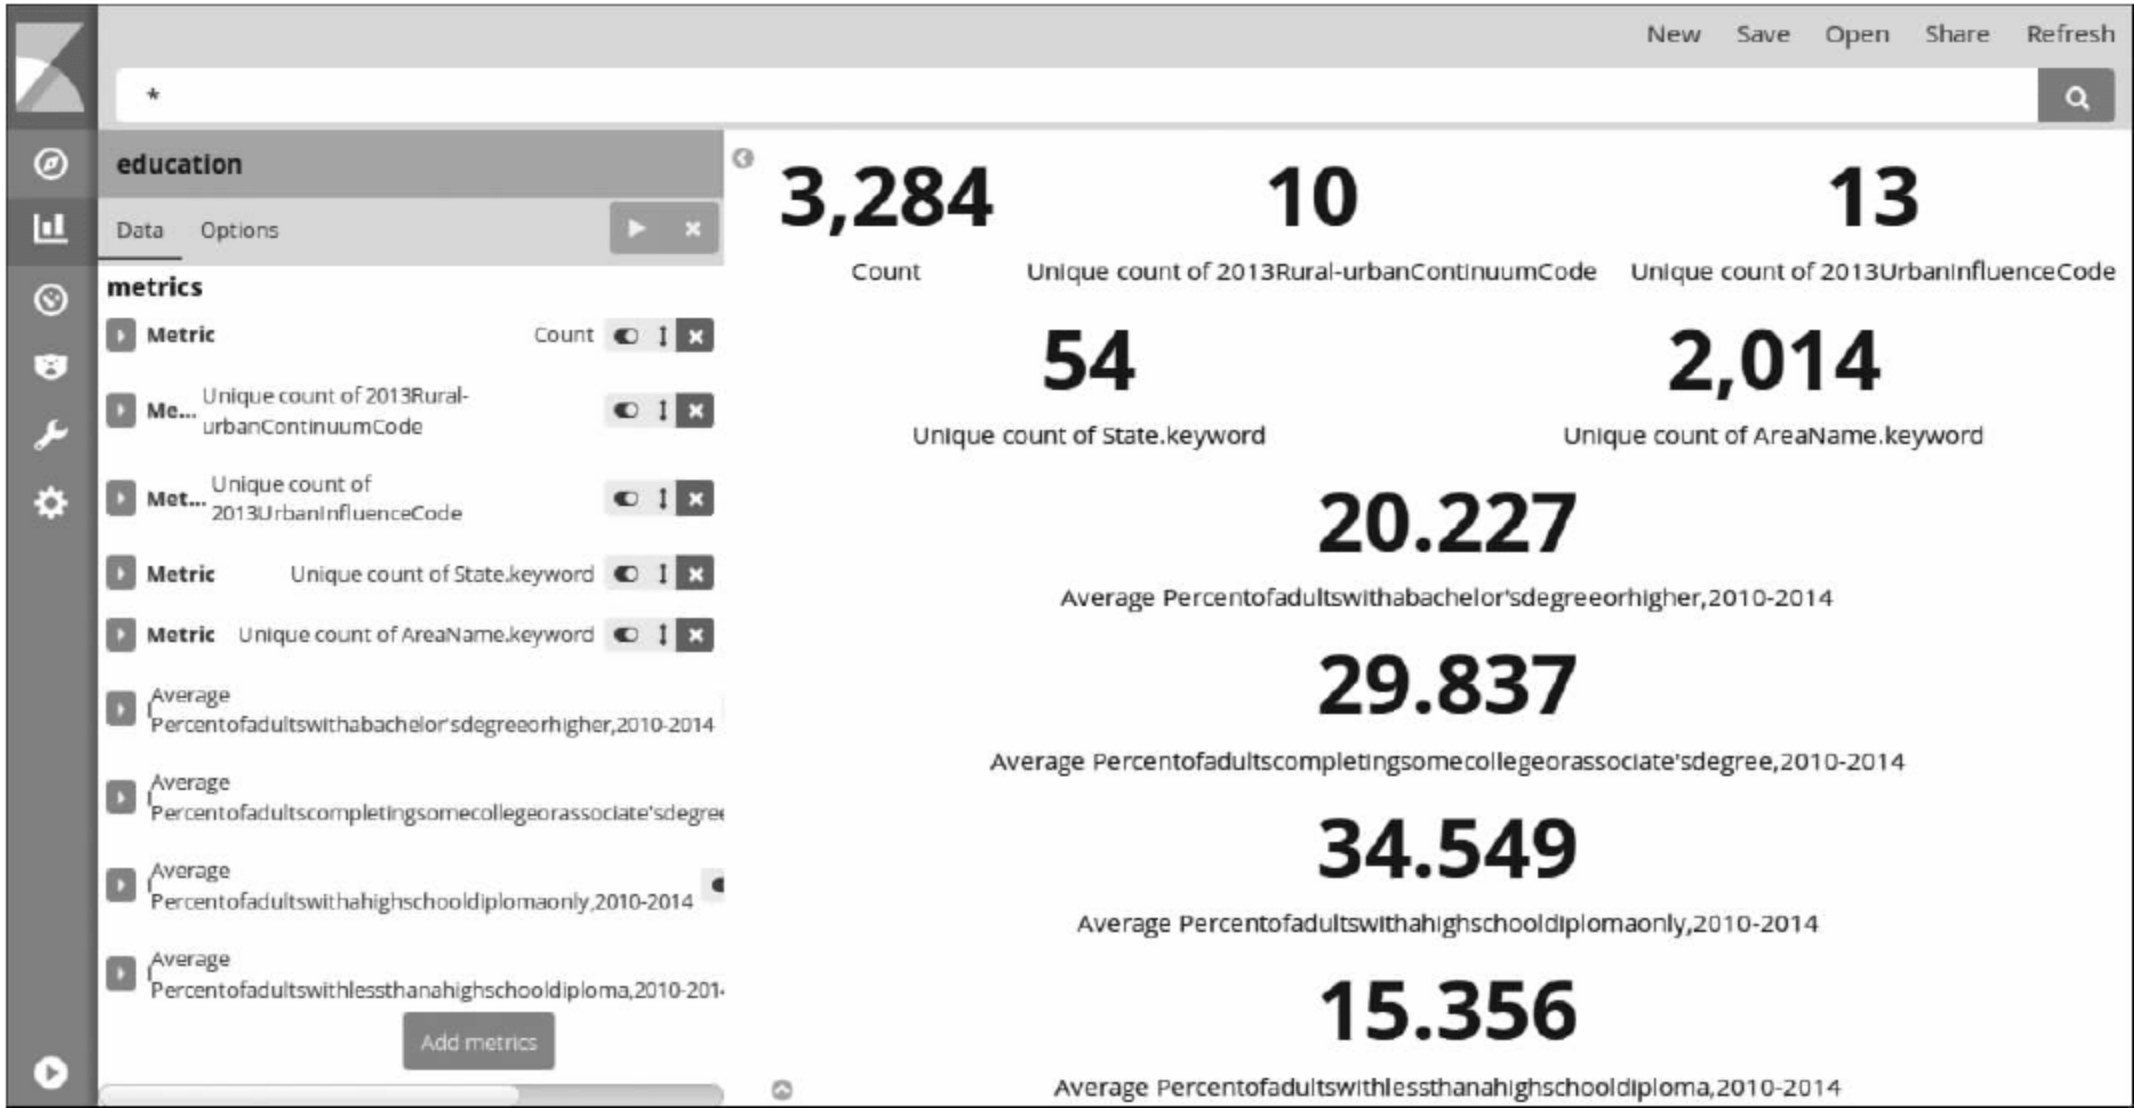 New Save Open Share Refresh
*
education
Data Options
metrics
Metric Count
Me... Unique count of 2013Rural-
urbanContinuumCode
Met... Unique count of
2013UrbanInfluenceCode
Metric Unique count of State.keyword
Metric Unique count of AreaName.keyword
Average
Percentofadultswithabachelor'sdegreeorhigher,2010-2014
Average
Percentofadultscompletingsomecollegeorassociate'sdegree
Average
Percentofadultswithahighschooldiplomaonly,2010-2014
Average
Percentofadultswithlessthanahighschooldiploma,2010-201
Add metrics
3,284 10 13
Count Unique count of 2013Rural-urbanContinuumCode Unique count of 2013UrbanInfluenceCode
54 2,014
Unique count of State.keyword Unique count of AreaName.keyword
20.227
Average Percentofadultswithabachelor'sdegreeorhigher,2010-2014
29.837
Average Percentofadultscompletingsomecollegeorassociate'sdegree,2010-2014
34.549
Average Percentofadultswithahighschooldiplomaonly,2010-2014
15.356
Average Percentofadultswithlessthanahighschooldiploma,2010-2014